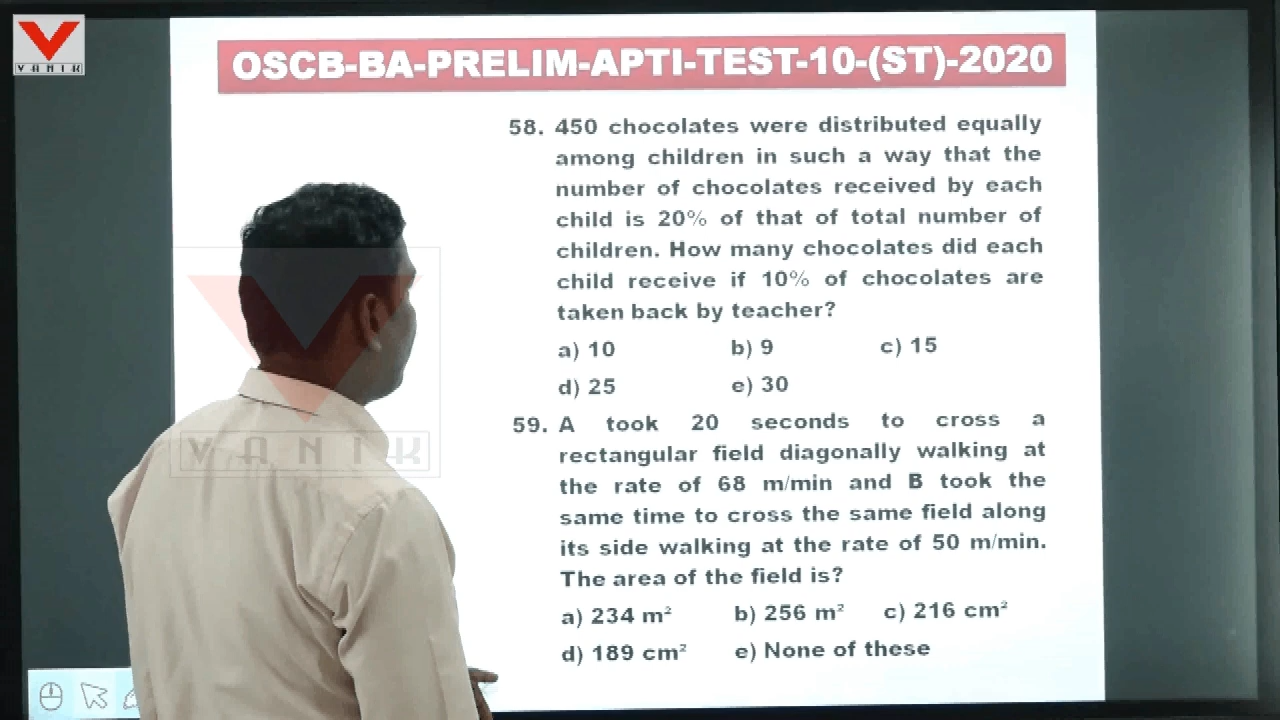 VANIK
OSCB-BA-PRELIM-APTI-TEST-10-(ST)-2020
58. 450 chocolates were distributed equally
among children in such a way that the
number of chocolates received by each
child is 20% of that of total number of
children. How many chocolates did each
child receive if 10% of chocolates are
taken back by teacher?
a) 10 b) 9 c) 15
d) 25 e) 30
59. A took 20 seconds to cross a
rectangular field diagonally walking at
the rate of 68 m/min and B took the
same time to cross the same field along
its side walking at the rate of 50 m/min.
The area of the field is?
a) 234 m² b) 256 m² c) 216 cm²
d) 189 cm² e) None of these
VANIK